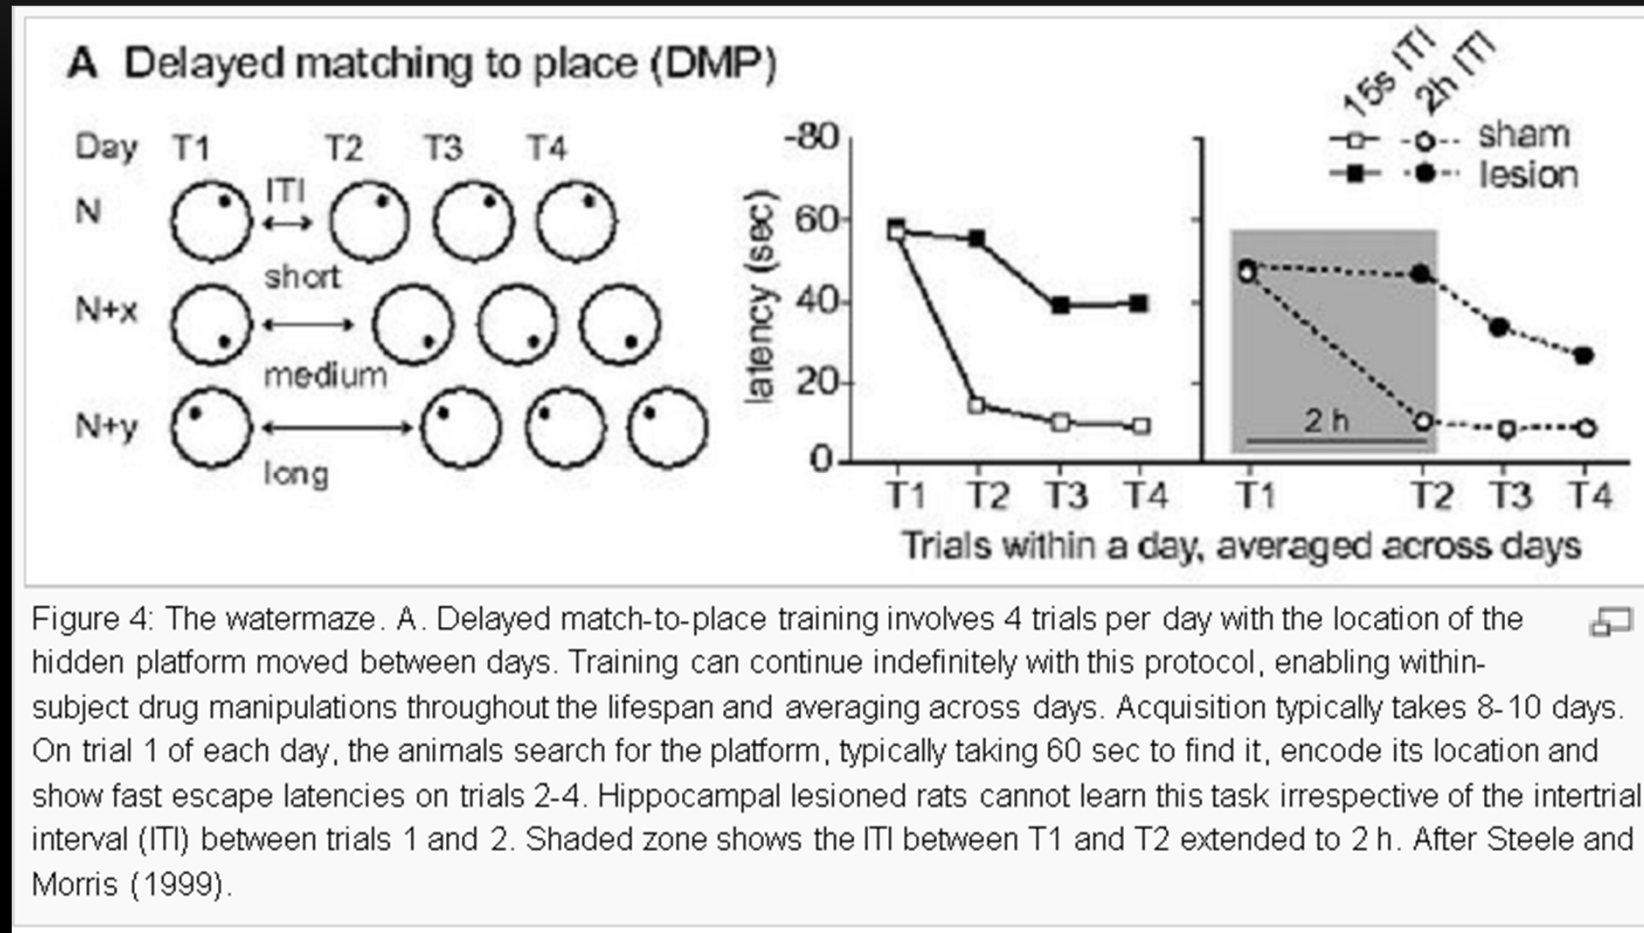 A Delayed matching to place (DMP)
Day T1 T2 T3 T4
N
ITI
short
N+x
medium
N+y
long
15s ITI
2h ITI
sham
lesion
latency (sec)
-80
60
40
20
0
2 h
T1 T2 T3 T4
T1 T2 T3 T4
Trials within a day, averaged across days
Figure 4: The watermaze. A. Delayed match-to-place training involves 4 trials per day with the location of the
hidden platform moved between days. Training can continue indefinitely with this protocol, enabling within-
subject drug manipulations throughout the lifespan and averaging across days. Acquisition typically takes 8-10 days.
On trial 1 of each day, the animals search for the platform, typically taking 60 sec to find it, encode its location and
show fast escape latencies on trials 2-4. Hippocampal lesioned rats cannot learn this task irrespective of the intertrial
interval (ITI) between trials 1 and 2. Shaded zone shows the ITI between T1 and T2 extended to 2 h. After Steele and
Morris (1999).